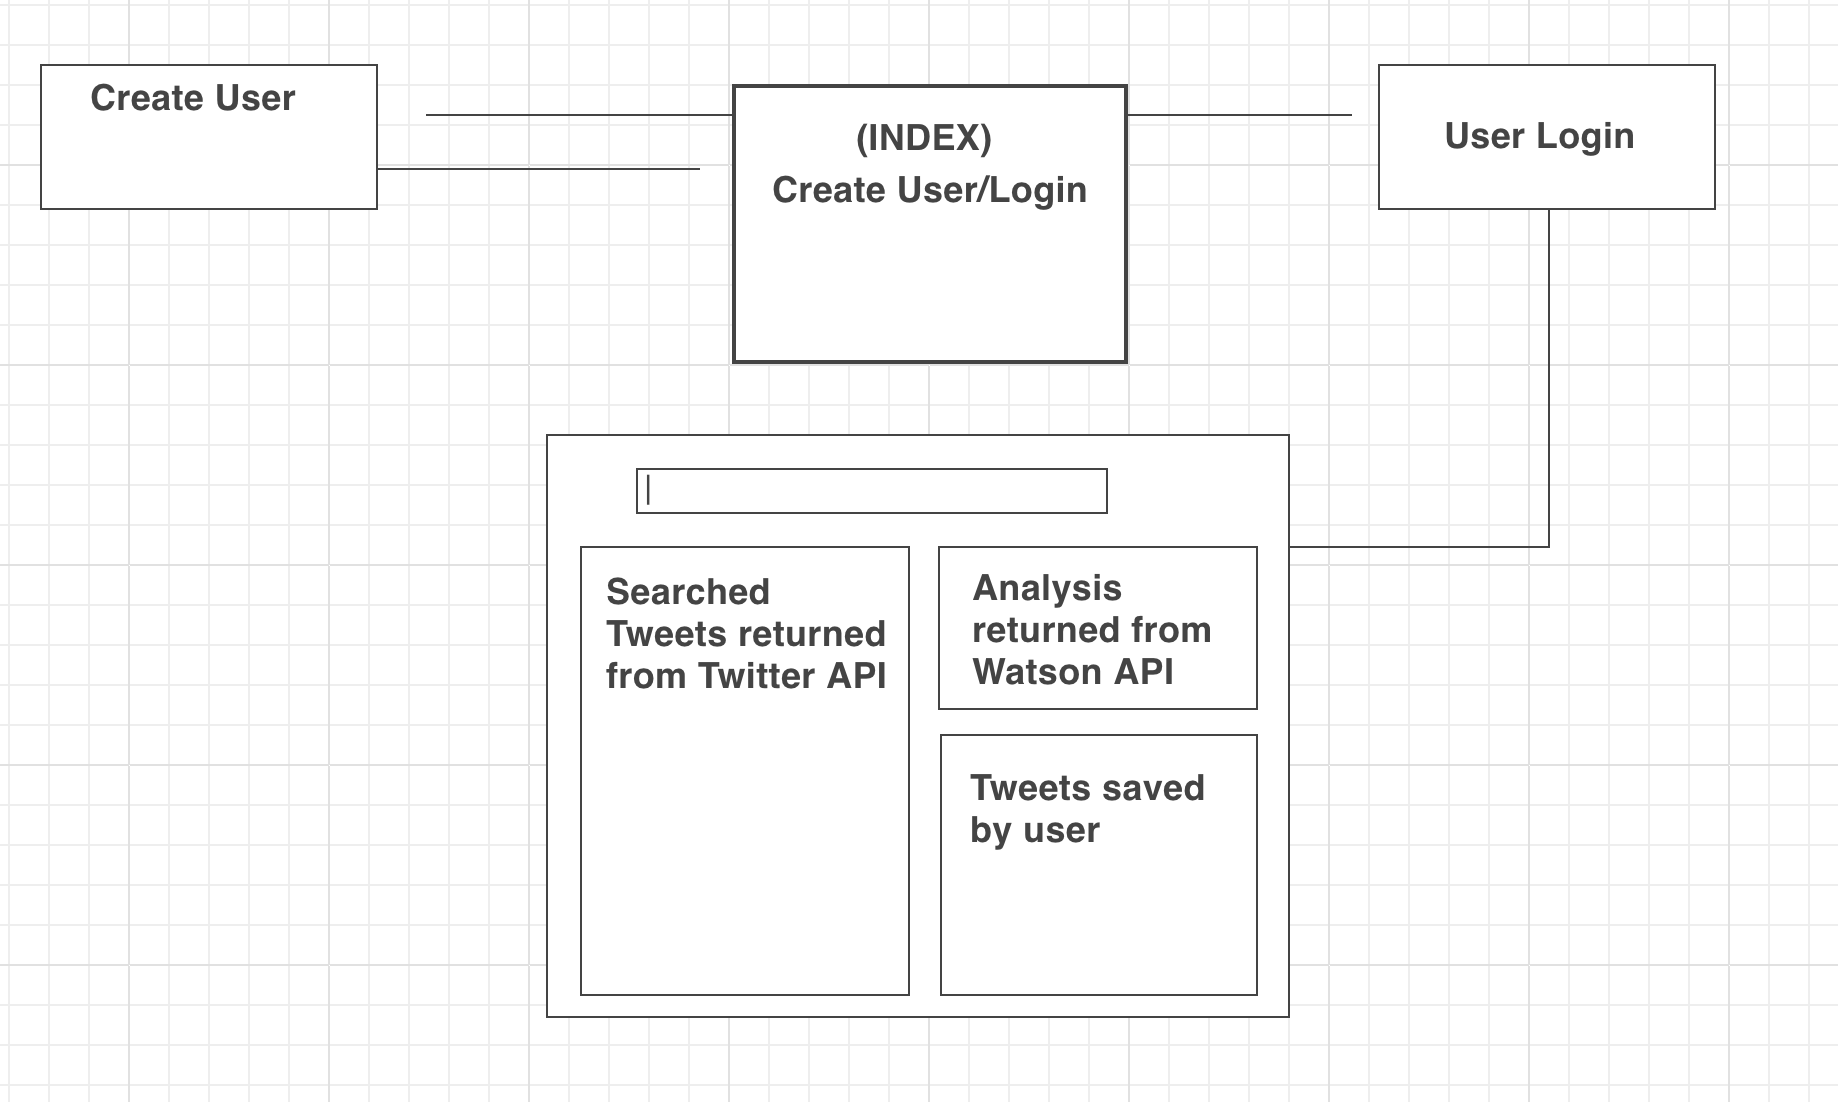 Create User
(INDEX)
Create User/Login
User Login
Searched
Tweets returned
from Twitter API
Analysis
returned from
Watson API
Tweets saved
by user